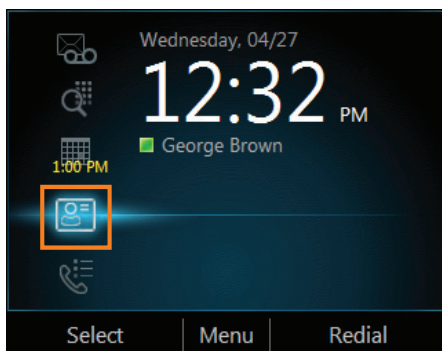 Wednesday, 04/27
12:32 PM
George Brown
1:00 PM
Select Menu Redial